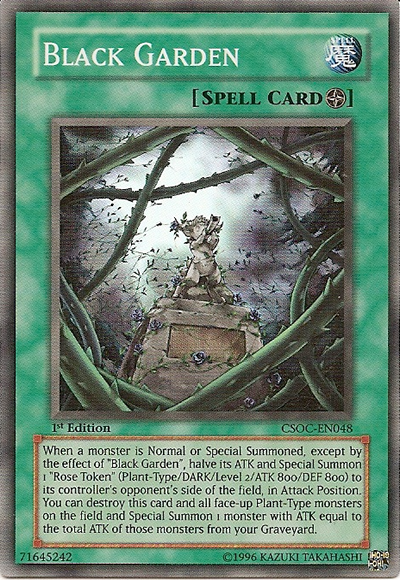 BLACK GARDEN
魔
[SPELL CARD]
1st Edition
CSOC-EN048
When a monster is Normal or Special Summoned, except by
the effect of "Black Garden", halve its ATK and Special Summon
1 "Rose Token" (Plant-Type/DARK/Level 2/ATK 800/DEF 800) to
its controller's opponent's side of the field, in Attack Position.
You can destroy this card and all face-up Plant-Type monsters
on the field and Special Summon 1 monster with ATK equal to
the total ATK of those monsters from your Graveyard.
71645242
©1996 KAZUKI TAKAHASHI